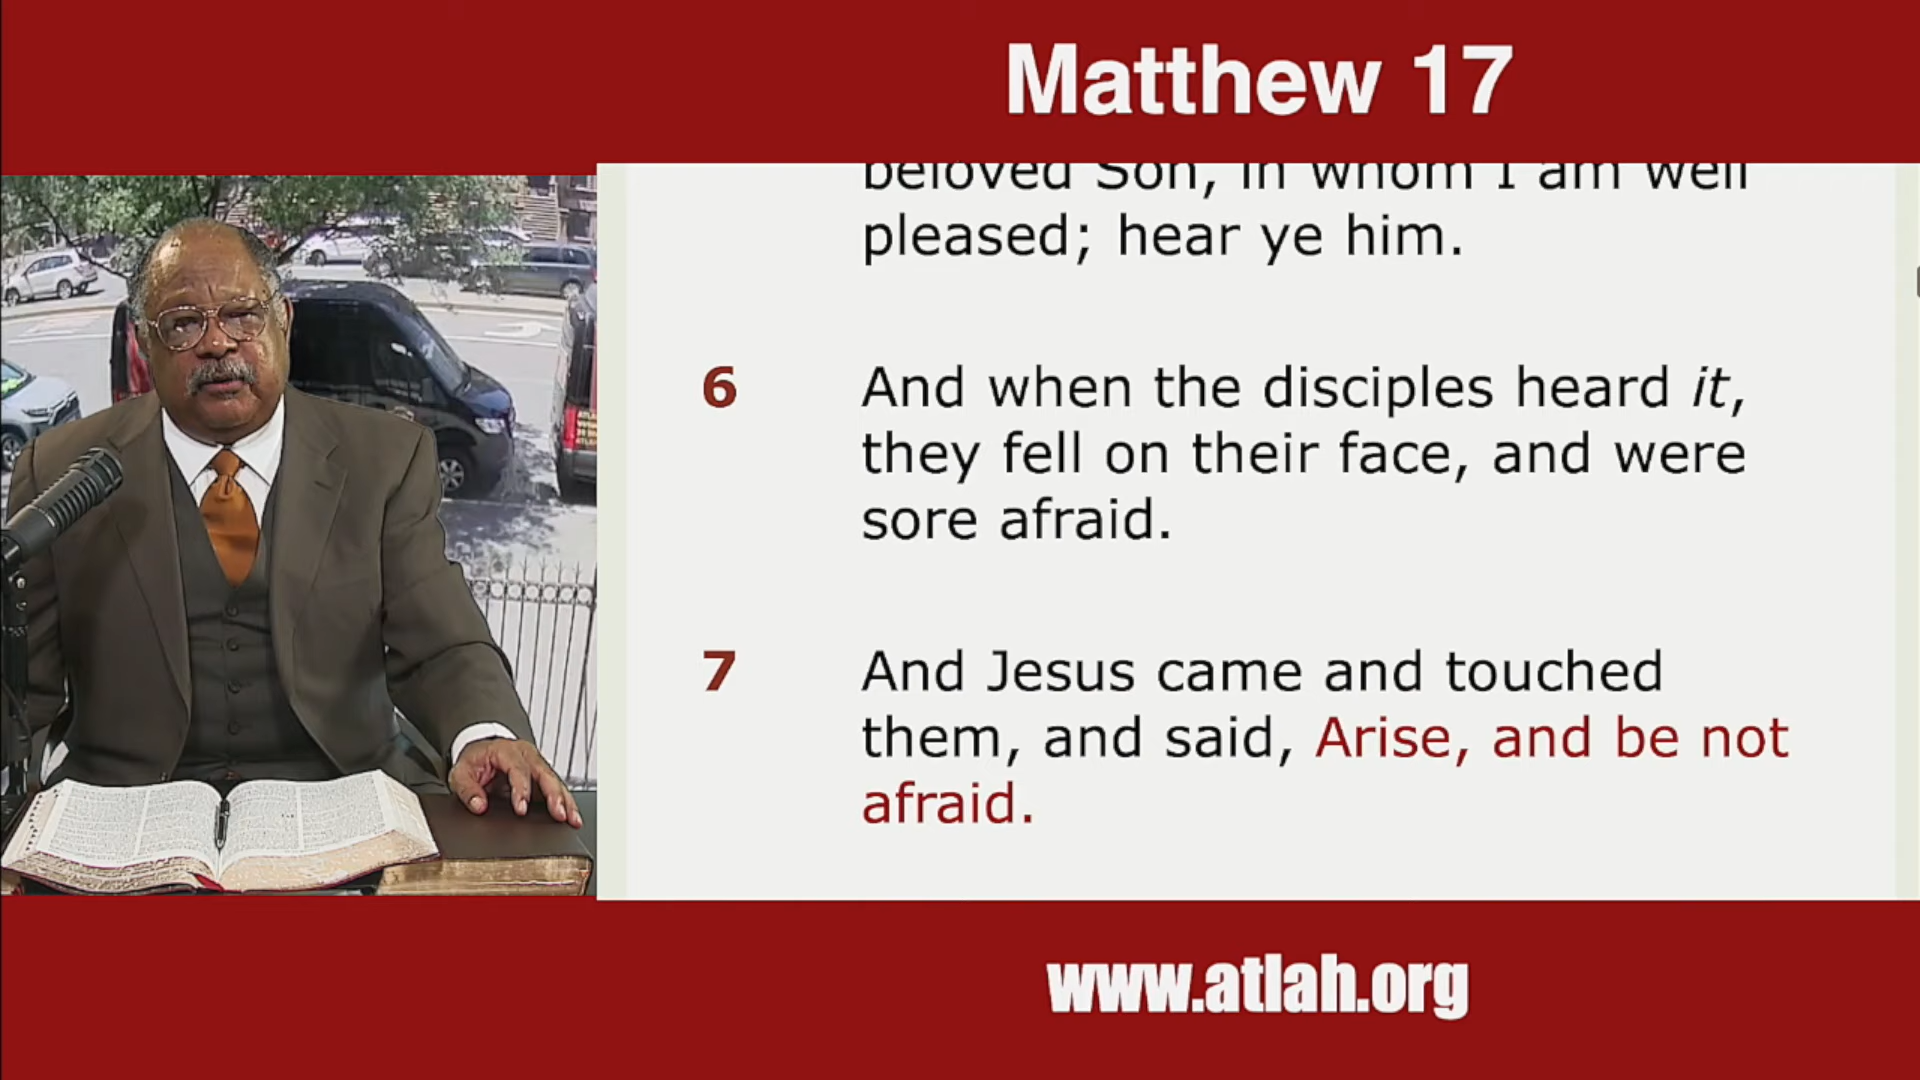 Matthew 17
beloved Son, in whom I am well
pleased; hear ye him.
6 And when the disciples heard it,
they fell on their face, and were
sore afraid.
7 And Jesus came and touched
them, and said, Arise, and be not
afraid.
www.atlah.org